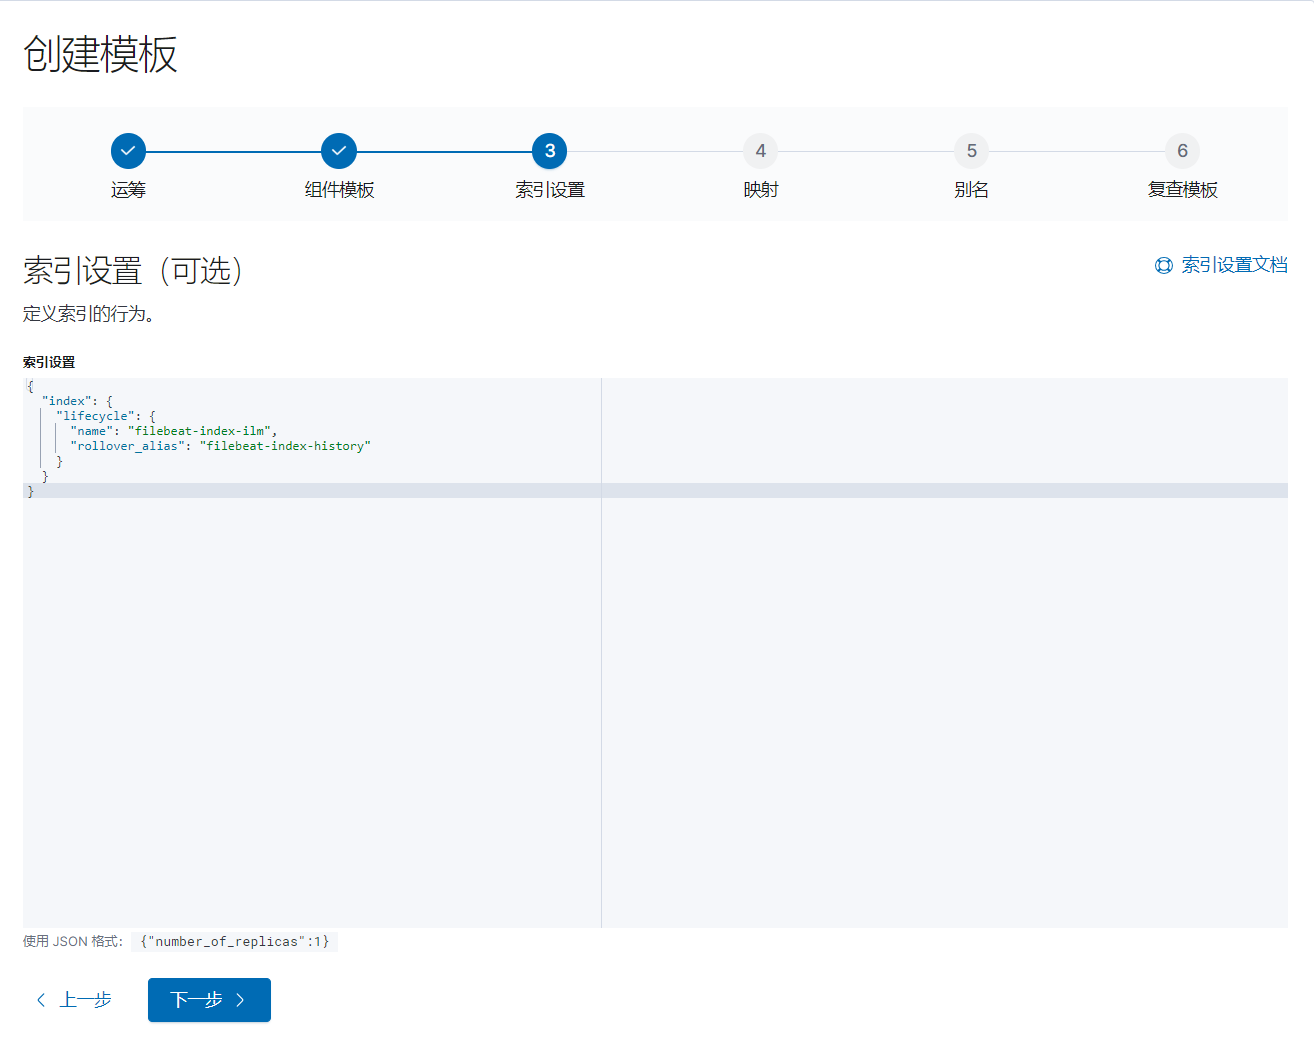 创建模板
3
4
5
6
运筹
组件模板
索引设置
映射
别名
复查模板
索引设置（可选）
索引设置文档
定义索引的行为。
索引设置
{
  "index": {
    "lifecycle": {
      "name": "filebeat-index-ilm",
      "rollover_alias": "filebeat-index-history"
    }
  }
}
使用 JSON 格式： {"number_of_replicas":1}
上一步
下一步